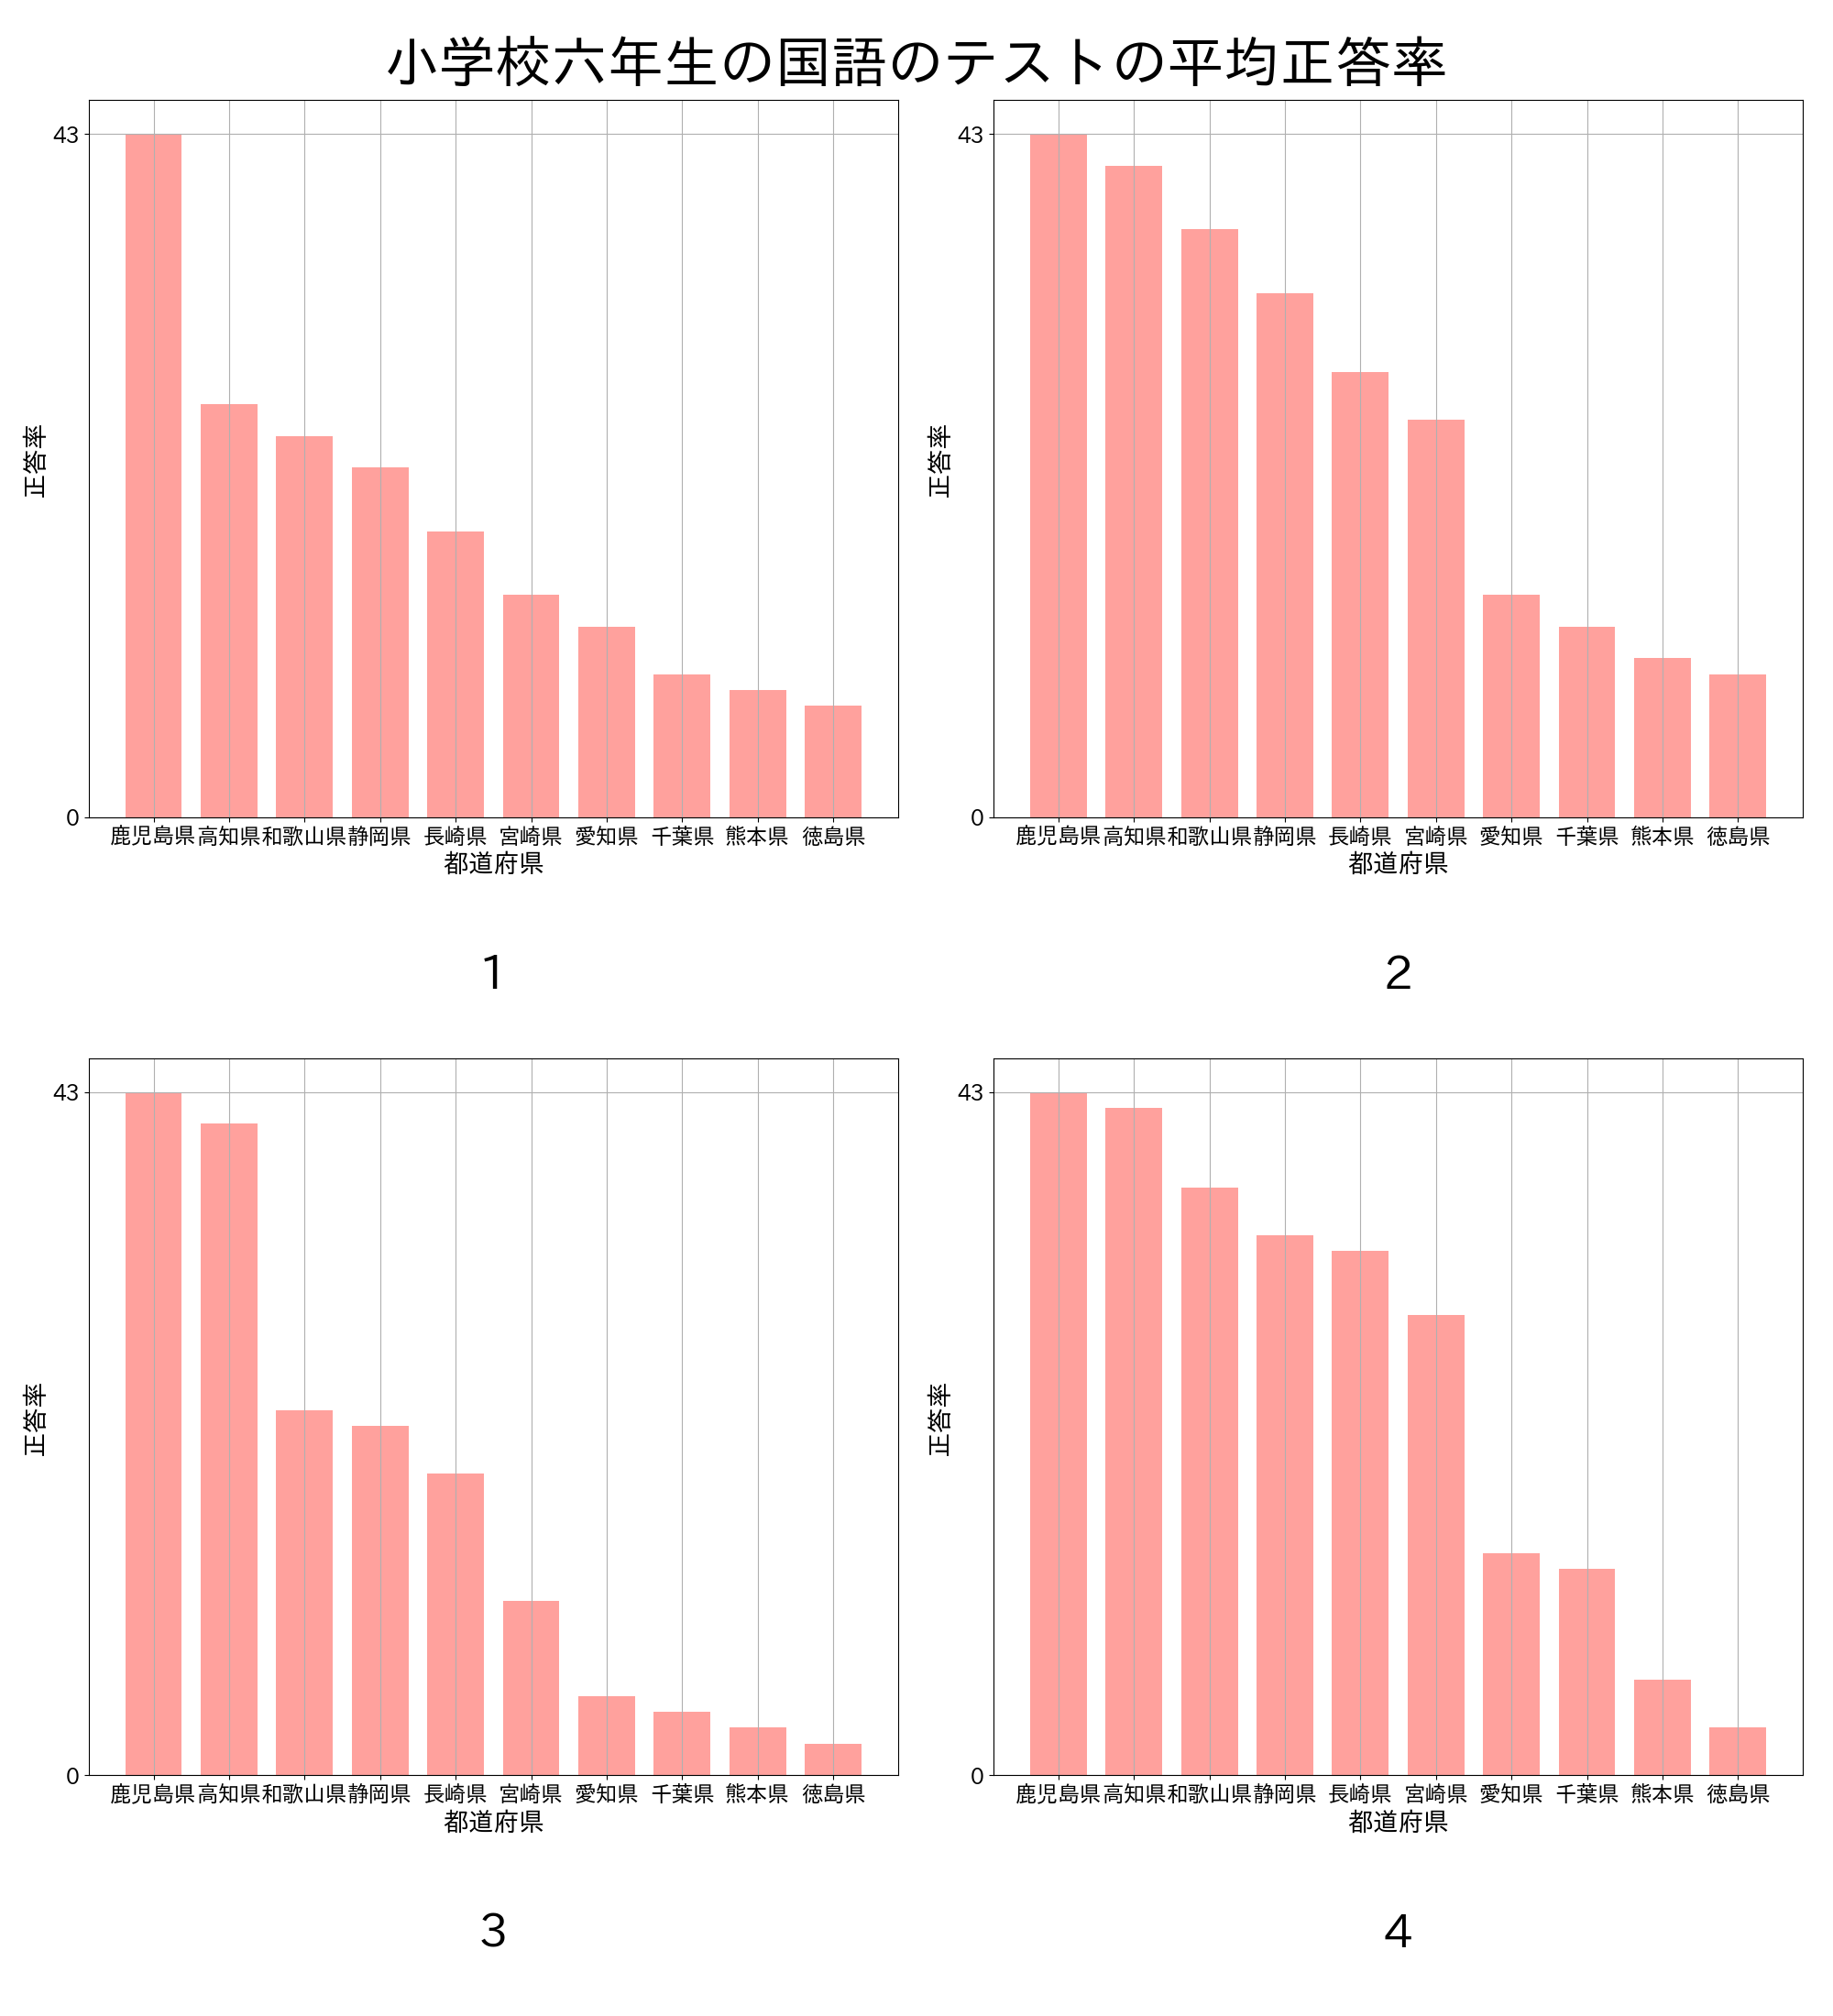 小学校六年生の国語のテストの平均正答率
43
0
正答率
鹿児島県 高知県 和歌山県 静岡県 長崎県 宮崎県 愛知県 千葉県 熊本県 徳島県
都道府県
1
43
0
正答率
鹿児島県 高知県 和歌山県 静岡県 長崎県 宮崎県 愛知県 千葉県 熊本県 徳島県
都道府県
2
43
0
正答率
鹿児島県 高知県 和歌山県 静岡県 長崎県 宮崎県 愛知県 千葉県 熊本県 徳島県
都道府県
3
43
0
正答率
鹿児島県 高知県 和歌山県 静岡県 長崎県 宮崎県 愛知県 千葉県 熊本県 徳島県
都道府県
4